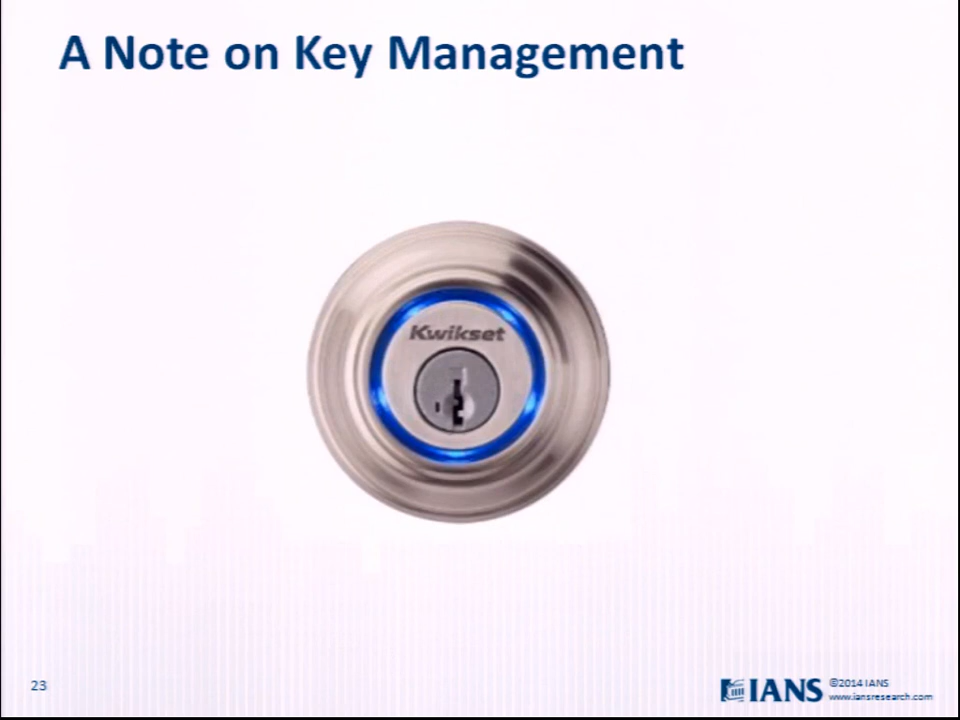 A Note on Key Management
Kwikset
23
IANS
©2014 IANS
www.iansresearch.com